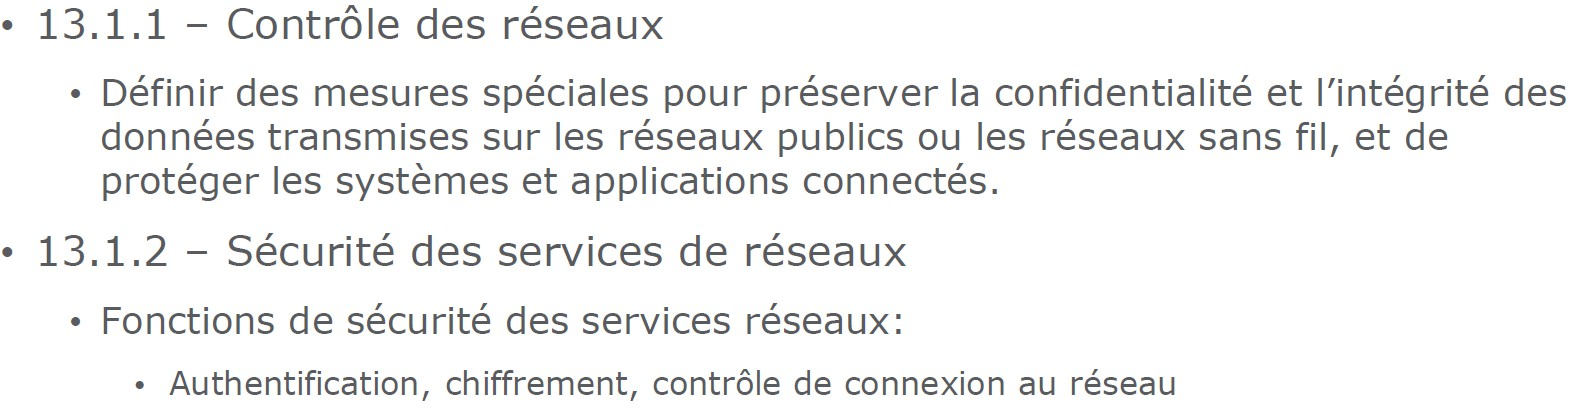 • 13.1.1 – Contrôle des réseaux
• Définir des mesures spéciales pour préserver la confidentialité et l’intégrité des
données transmises sur les réseaux publics ou les réseaux sans fil, et de
protéger les systèmes et applications connectés.
• 13.1.2 – Sécurité des services de réseaux
• Fonctions de sécurité des services réseaux:
• Authentification, chiffrement, contrôle de connexion au réseau